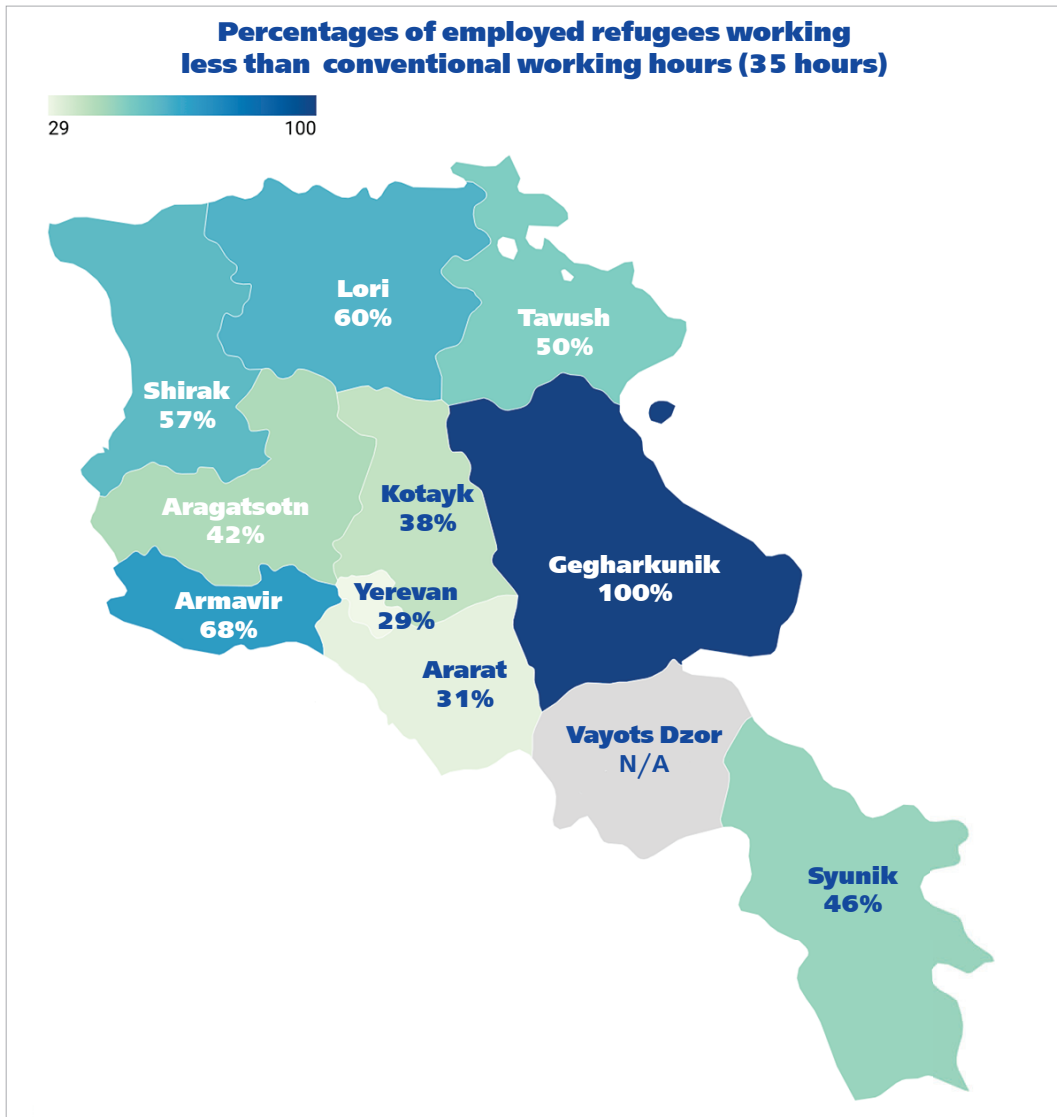 Percentages of employed refugees working
less than conventional working hours (35 hours)
29
100
Lori
60%
Tavush
50%
Shirak
57%
Kotayk
38%
Aragatsotn
42%
Gegharkunik
100%
Armavir
68%
Yerevan
29%
Ararat
31%
Vayots Dzor
N/A
Syunik
46%